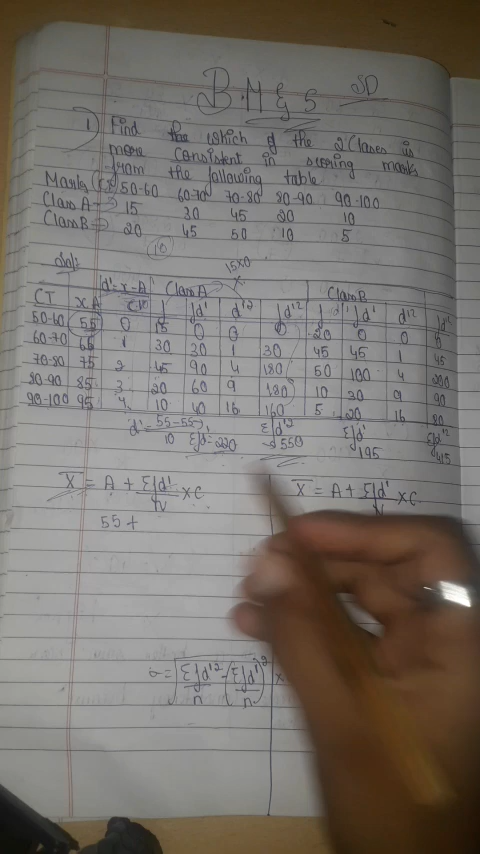 B.M & S SD
1) Find the which of the 2 Classes is
more consistent in scoring marks
from the following table
Marks (x) 50-60 60-70 70-80 80-90 90-100
Class A → 15 30 45 20 10
Class B → 20 45 50 10 5
10
15x0
Sol:
d' = x-A Class A Class B
CI x f fd' d'2 fd'2 f fd' d'2 fd'2
50-60 55 0 15 0 0 0 20 0 0 0
60-70 65 1 30 30 1 30 45 45 1 45
70-80 75 2 45 90 4 180 50 100 4 200
80-90 85 3 20 60 9 180 10 30 9 90
90-100 95 4 10 40 16 160 5 20 16 80
d' = 55-55 / 10 Σfd' = 220 Σfd'2 → 550 Σfd' 195 Σfd'2 415
X̄ = A + Σfd'/N xC X̄ = A + Σfd'/N xC
55 +
σ = √Σfd'2/n - (Σfd'/n)2 x